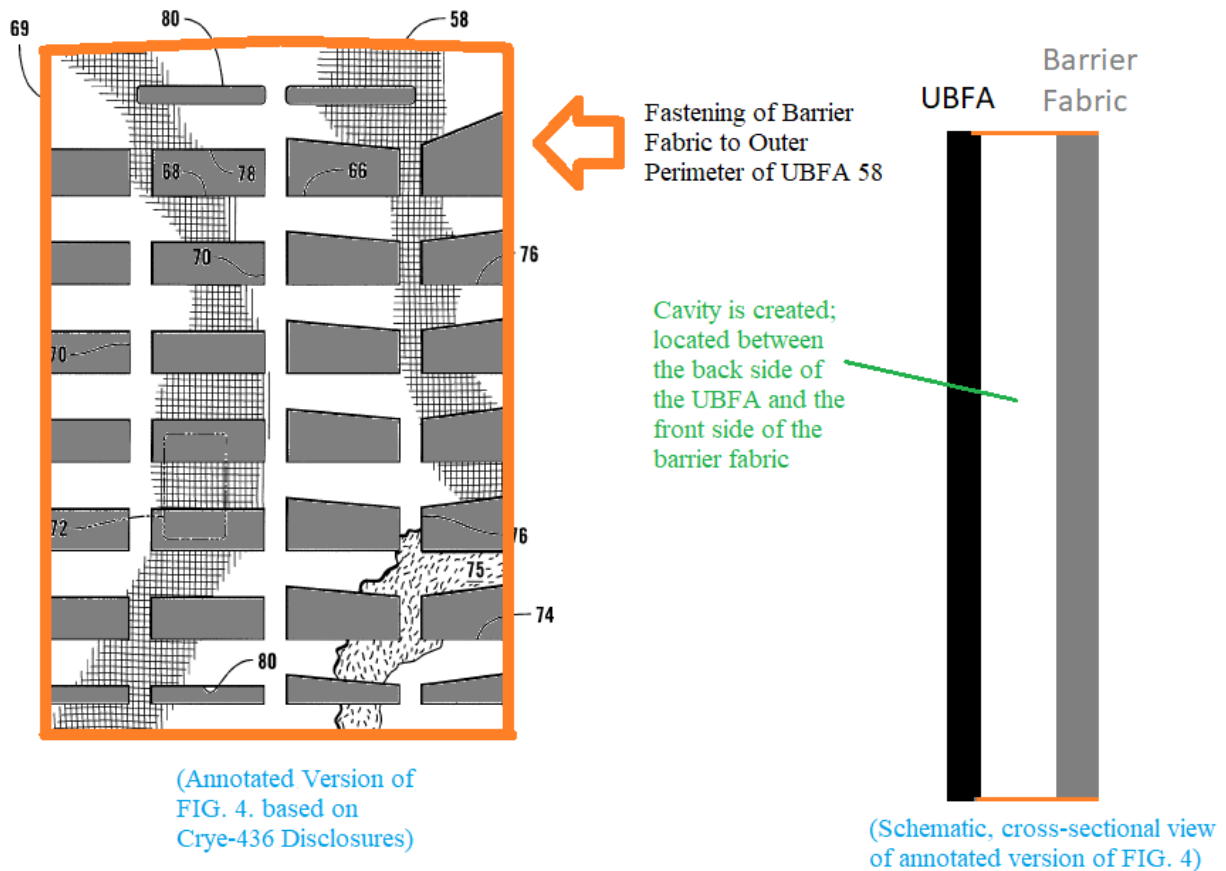 69
80
58
Fastening of Barrier
Fabric to Outer
Perimeter of UBFA 58
68
78
66
70
76
70
72
76
75
74
80
(Annotated Version of
FIG. 4. based on
Crye-436 Disclosures)
UBFA
Barrier
Fabric
Cavity is created;
located between
the back side of
the UBFA and the
front side of the
barrier fabric
(Schematic, cross-sectional view
of annotated version of FIG. 4)